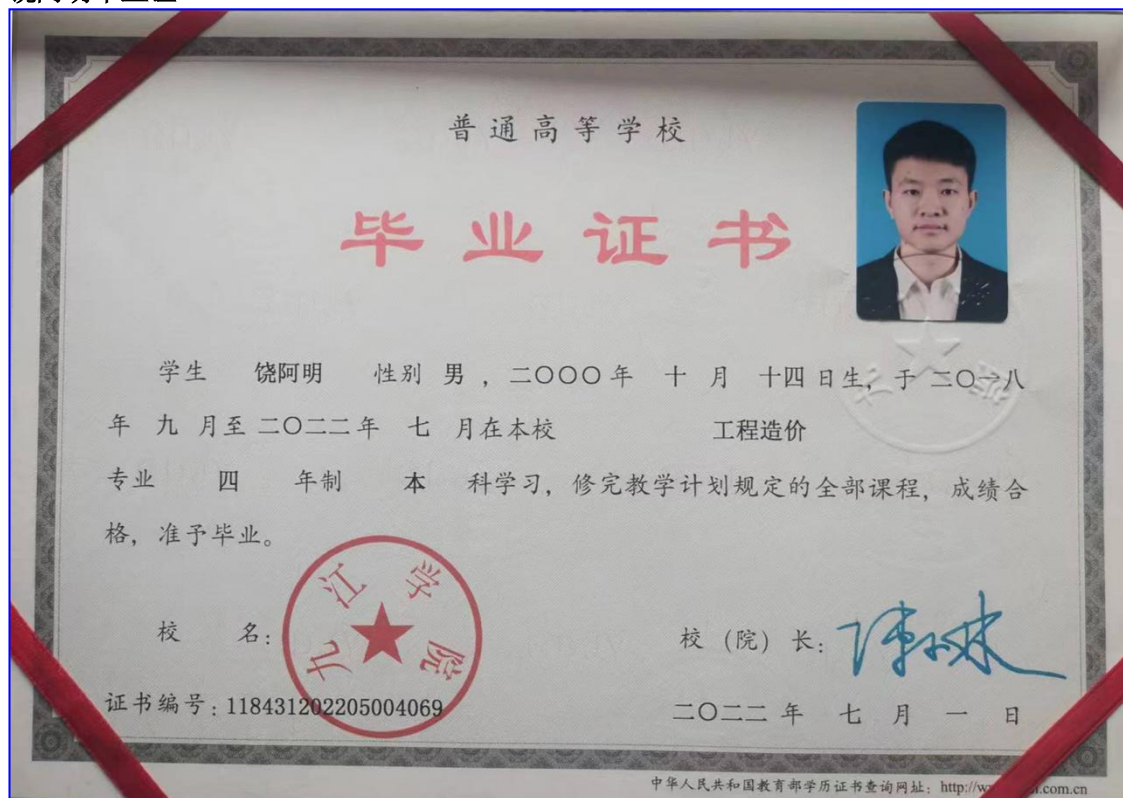 普通高等学校
毕业证书
学生 饶阿明 性别 男 ，二〇〇〇年 十 月 十四 日生，于 二〇一八
年 九 月至 二〇二二年 七 月在本校 工程造价
专业 四 年制 本 科学习，修完教学计划规定的全部课程，成绩合
格，准予毕业。
九江学院
校 名：
校（院）长：
证书编号：118431202205004069
二〇二二 年 七 月 一 日
中华人民共和国教育部学历证书查询网址：http://w
.com.cn